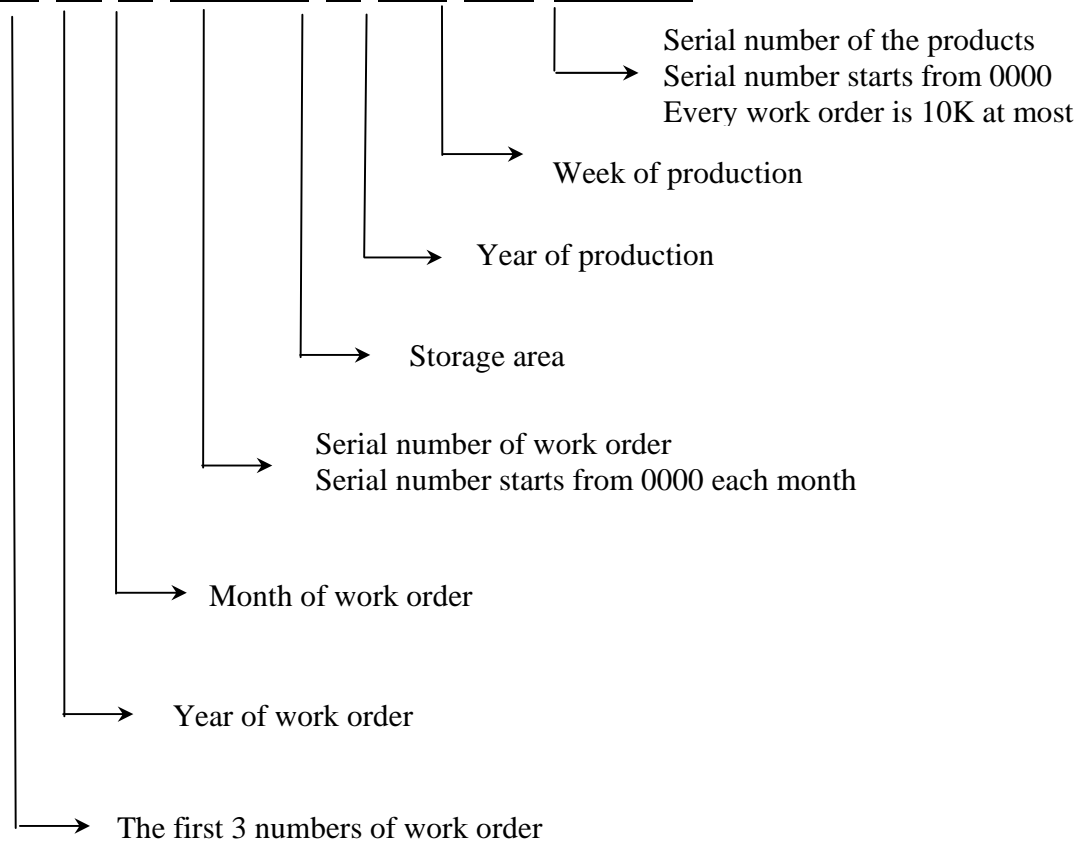 Serial number of the products
Serial number starts from 0000
Every work order is 10K at most
Week of production
Year of production
Storage area
Serial number of work order
Serial number starts from 0000 each month
Month of work order
Year of work order
The first 3 numbers of work order